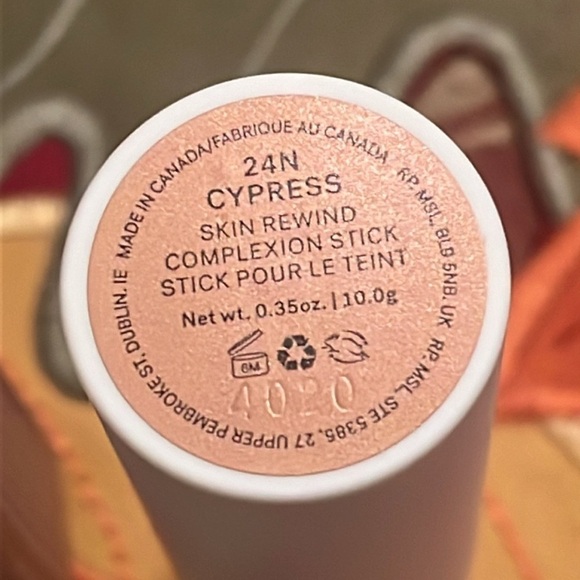 24N
CYPRESS
SKIN REWIND
COMPLEXION STICK
STICK POUR LE TEINT
Net wt. 0.35oz. | 10.0g
6M
4020
MADE IN CANADA/FABRIQUE AU CANADA
RP. MSL, BL9 5NB. UK
RP. MSL, STE 5385, 27 UPPER PEMBROKE ST, DUBLIN. IE